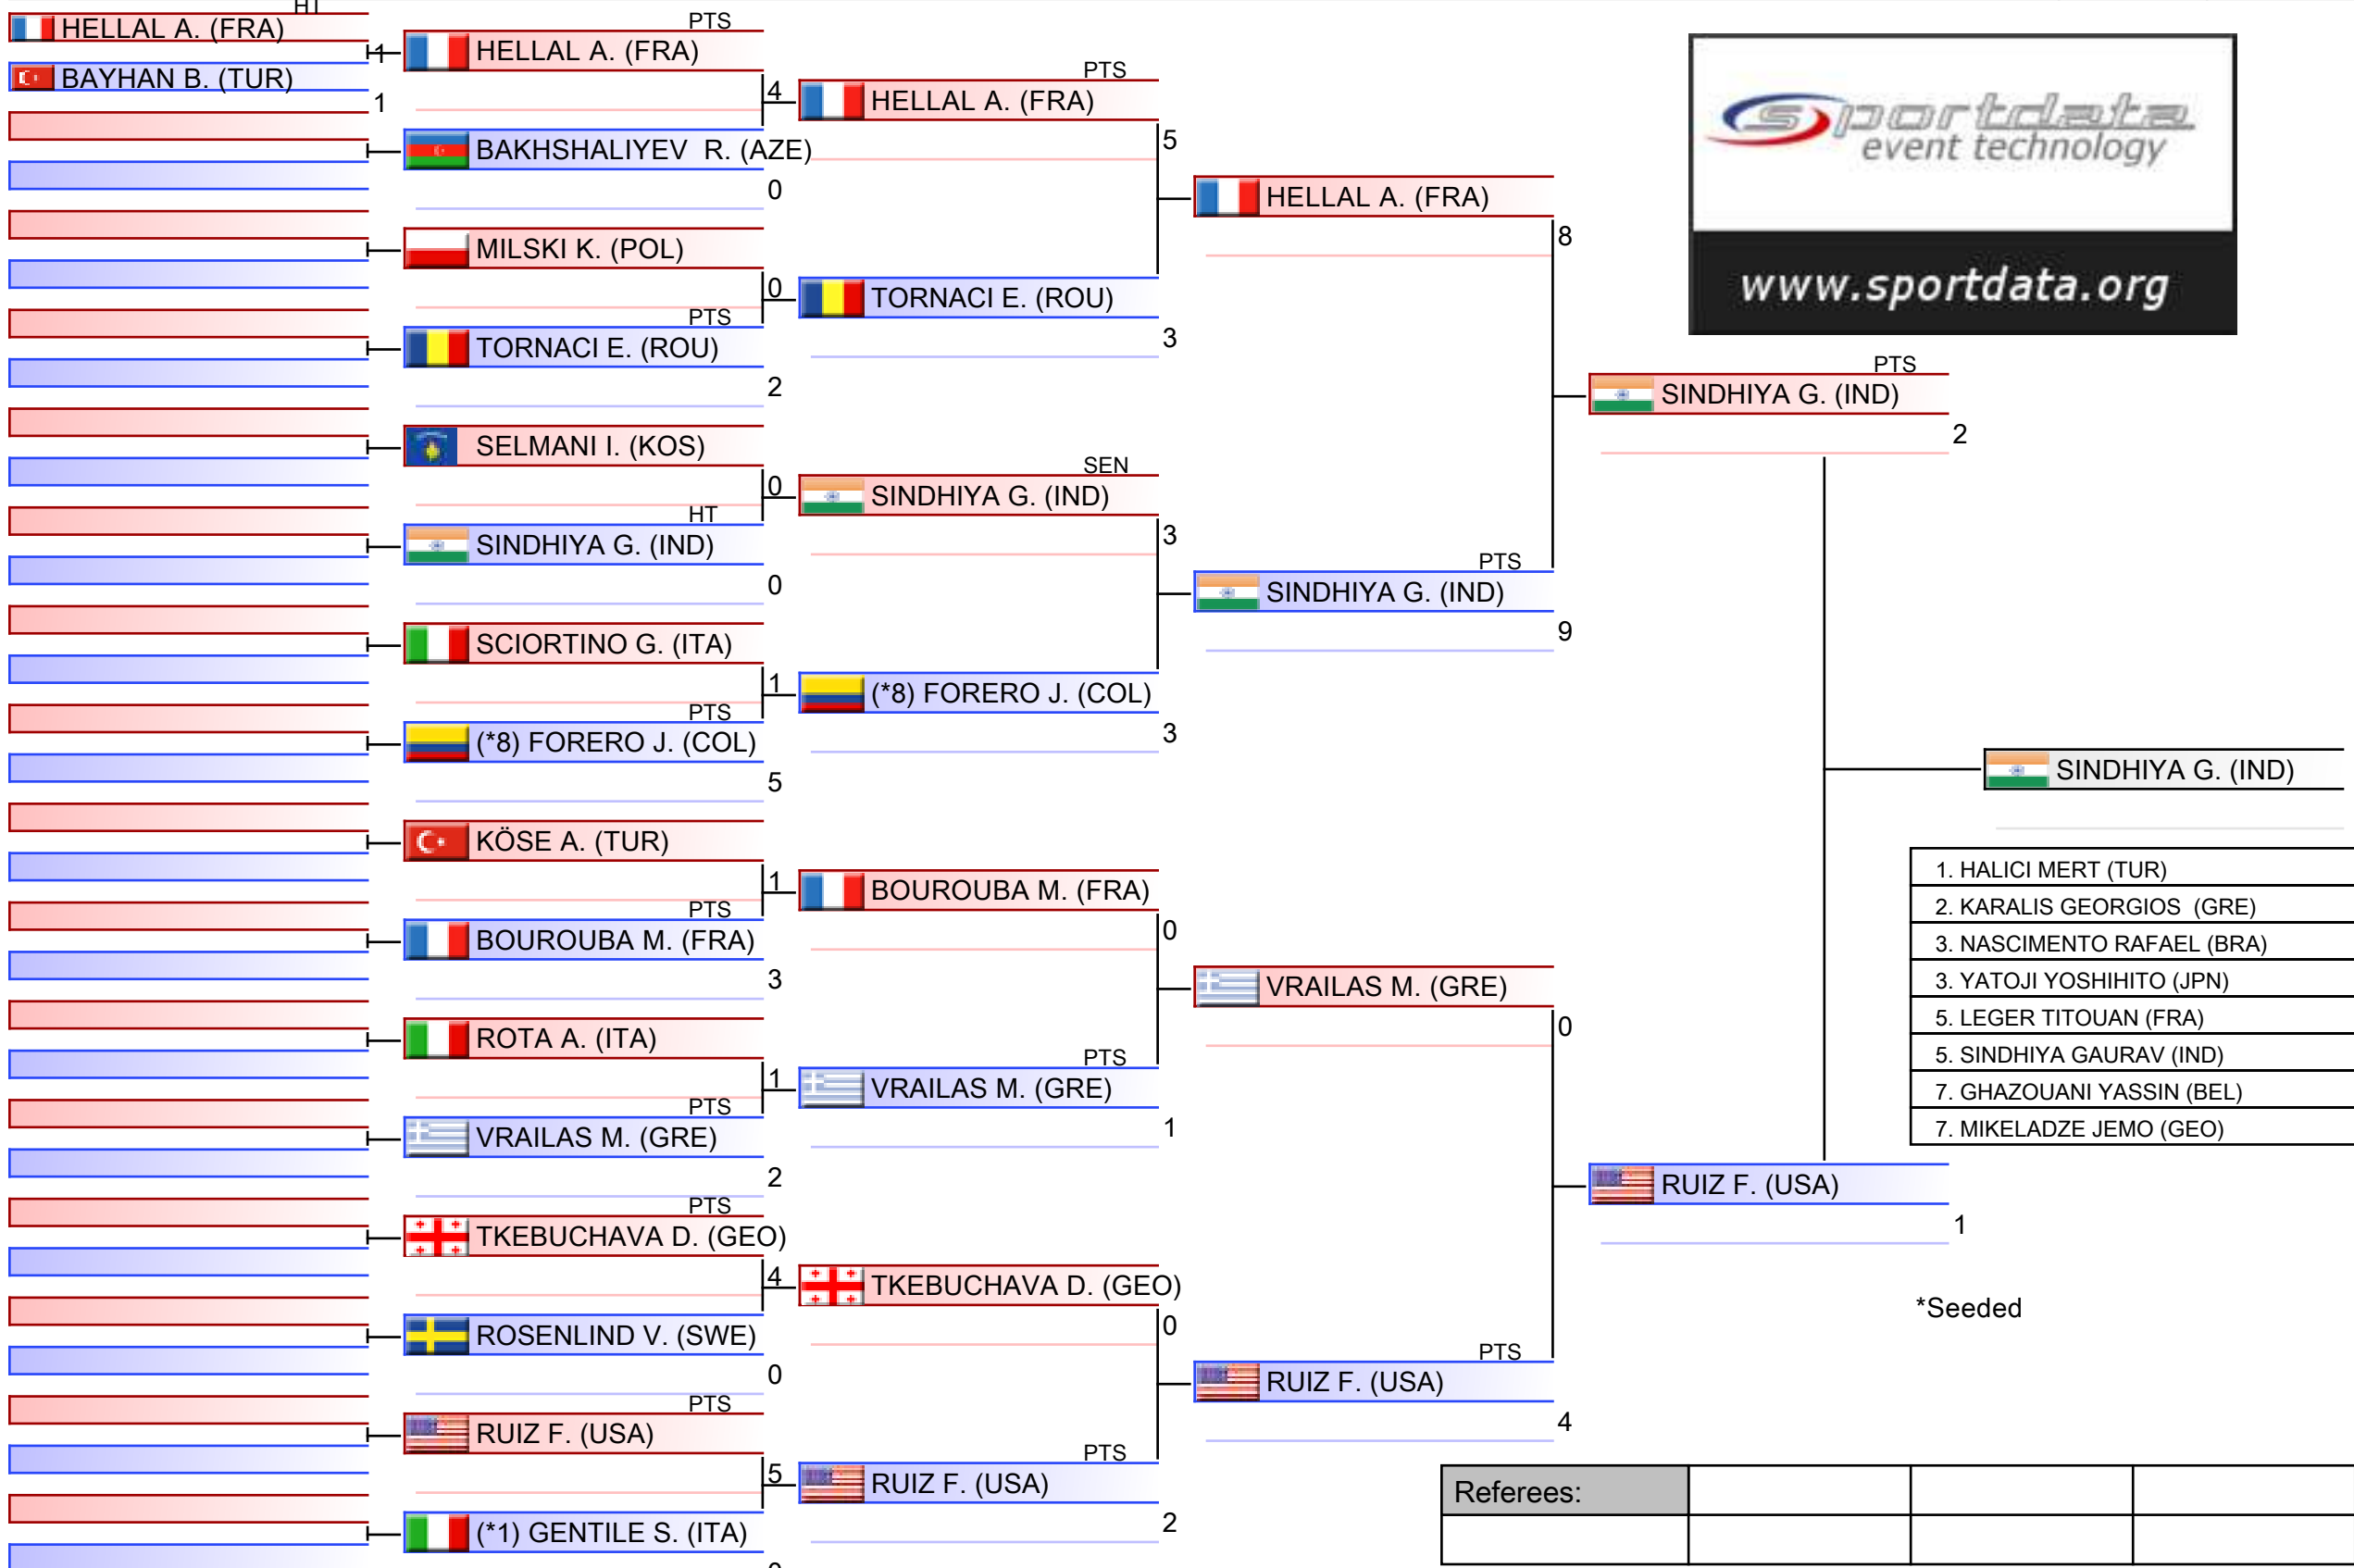 HT
HELLAL A. (FRA)
1
BAYHAN B. (TUR)
1
PTS
HELLAL A. (FRA)
4
BAKHSHALIYEV  R. (AZE)
0
MILSKI K. (POL)
0
PTS
TORNACI E. (ROU)
2
SELMANI I. (KOS)
0
HT
SINDHIYA G. (IND)
0
SCIORTINO G. (ITA)
1
PTS
(*8) FORERO J. (COL)
5
KÖSE A. (TUR)
1
PTS
BOUROUBA M. (FRA)
3
ROTA A. (ITA)
1
PTS
VRAILAS M. (GRE)
2
PTS
TKEBUCHAVA D. (GEO)
4
ROSENLIND V. (SWE)
0
PTS
RUIZ F. (USA)
5
(*1) GENTILE S. (ITA)
PTS
HELLAL A. (FRA)
5
TORNACI E. (ROU)
3
SEN
SINDHIYA G. (IND)
3
(*8) FORERO J. (COL)
3
BOUROUBA M. (FRA)
0
PTS
VRAILAS M. (GRE)
1
TKEBUCHAVA D. (GEO)
0
PTS
RUIZ F. (USA)
2
HELLAL A. (FRA)
8
PTS
SINDHIYA G. (IND)
9
VRAILAS M. (GRE)
0
PTS
RUIZ F. (USA)
4
sportdata
event technology
www.sportdata.org
PTS
SINDHIYA G. (IND)
2
RUIZ F. (USA)
1
SINDHIYA G. (IND)
1. HALICI MERT (TUR)
2. KARALIS GEORGIOS  (GRE)
3. NASCIMENTO RAFAEL (BRA)
3. YATOJI YOSHIHITO (JPN)
5. LEGER TITOUAN (FRA)
5. SINDHIYA GAURAV (IND)
7. GHAZOUANI YASSIN (BEL)
7. MIKELADZE JEMO (GEO)
*Seeded
Referees: